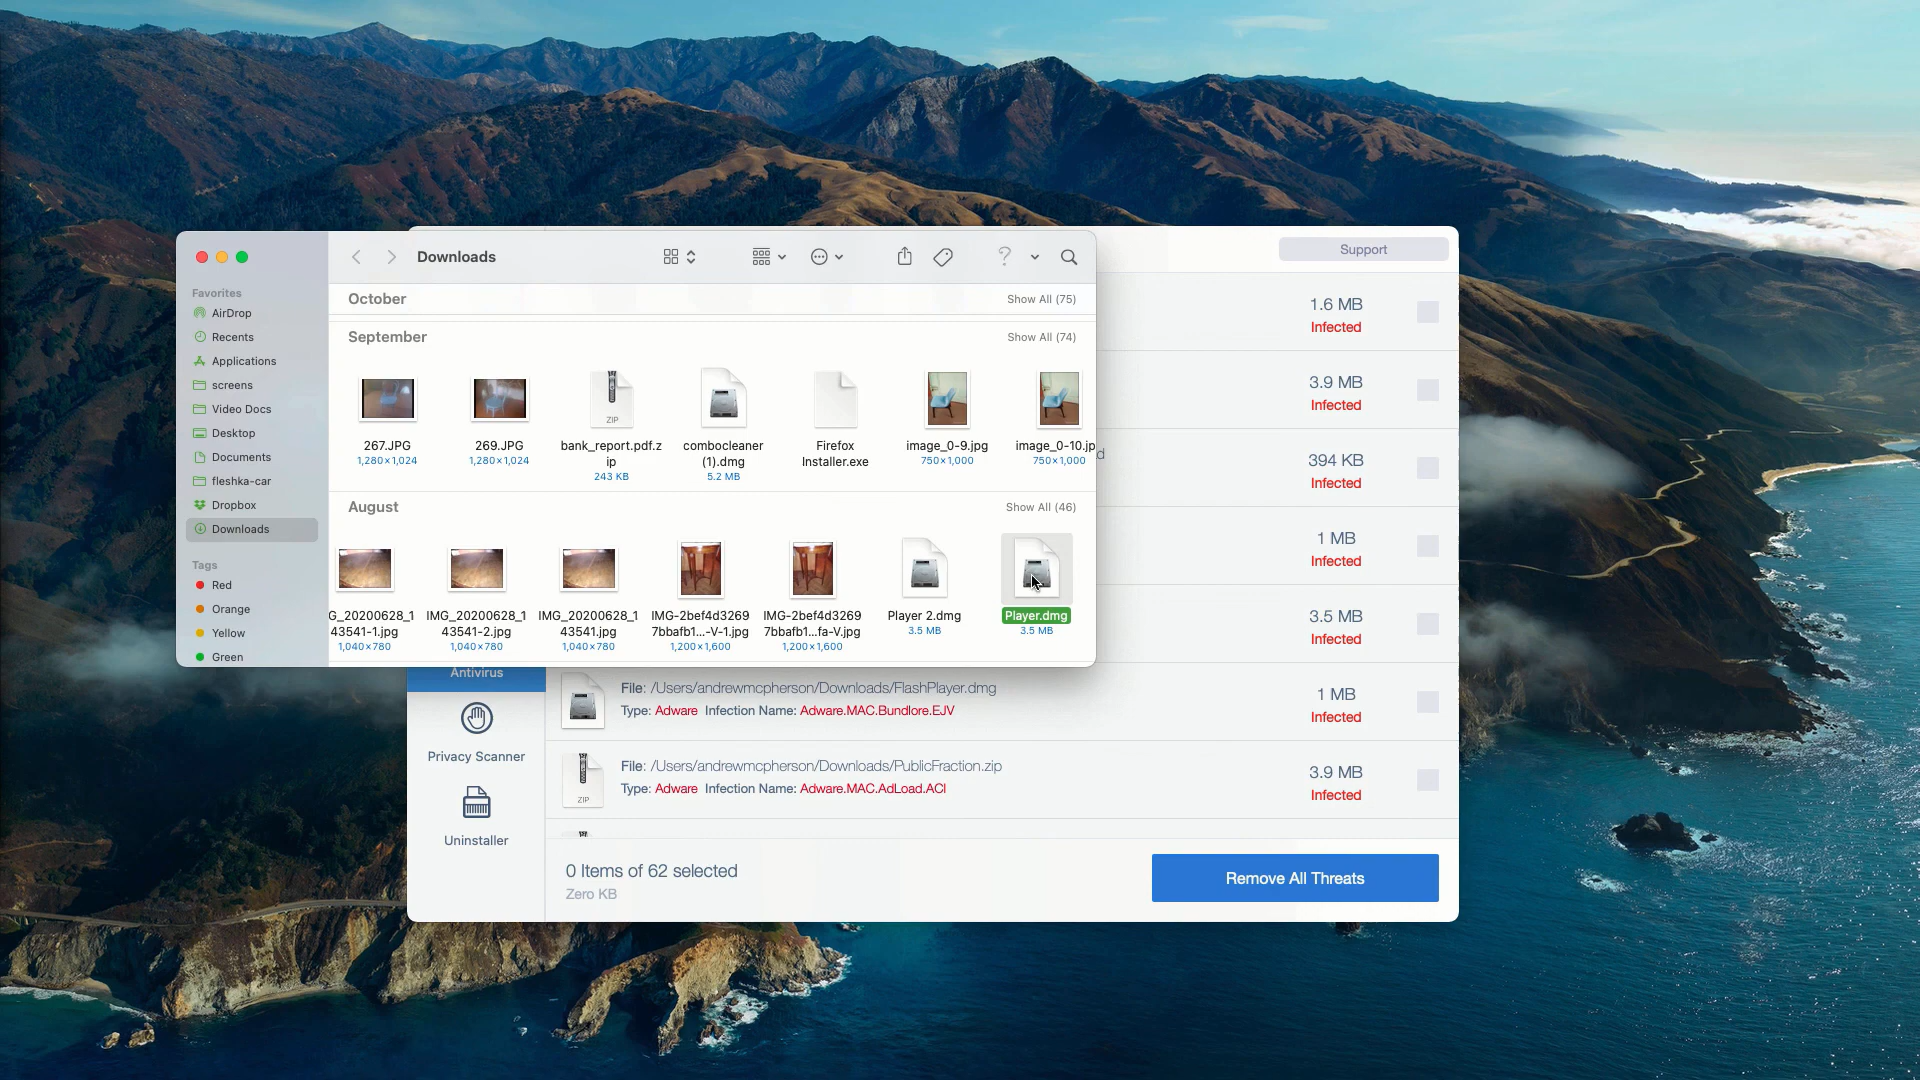 Downloads
Support
Favorites
AirDrop
Recents
Applications
screens
Video Docs
Desktop
Documents
fleshka-car
Dropbox
Downloads
Tags
Red
Orange
Yellow
Green
October
Show All (75)
September
Show All (74)
267.JPG
1,280×1,024
269.JPG
1,280×1,024
ZIP
bank_report.pdf.z
ip
243 KB
combocleaner
(1).dmg
5.2 MB
Firefox
Installer.exe
image_0-9.jpg
750×1,000
image_0-10.jp
750×1,000
August
Show All (46)
G_20200628_1
43541-1.jpg
1,040×780
IMG_20200628_1
43541-2.jpg
1,040×780
IMG_20200628_1
43541.jpg
1,040×780
IMG-2bef4d3269
7bbafb1...-V-1.jpg
1,200×1,600
IMG-2bef4d3269
7bbafb1...fa-V.jpg
1,200×1,600
Player 2.dmg
3.5 MB
Player.dmg
3.5 MB
1.6 MB
Infected
3.9 MB
Infected
d
394 KB
Infected
1 MB
Infected
3.5 MB
Infected
Antivirus
Privacy Scanner
Uninstaller
File: /Users/andrewmcpherson/Downloads/FlashPlayer.dmg
Type: Adware Infection Name: Adware.MAC.Bundlore.EJV
1 MB
Infected
ZIP
File: /Users/andrewmcpherson/Downloads/PublicFraction.zip
Type: Adware Infection Name: Adware.MAC.AdLoad.ACI
3.9 MB
Infected
0 Items of 62 selected
Zero KB
Remove All Threats